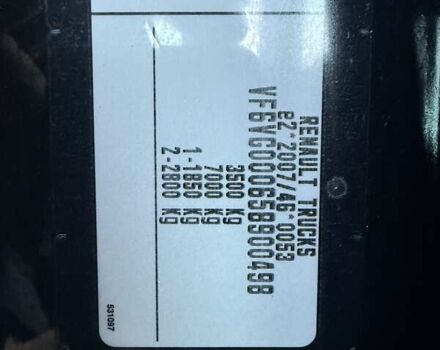 RENAULT TRUCKS
e2*2007/46*0053
VF6VG000658900498
3500 Kg
7000 Kg
1-1850 Kg
2-2800 Kg
531097